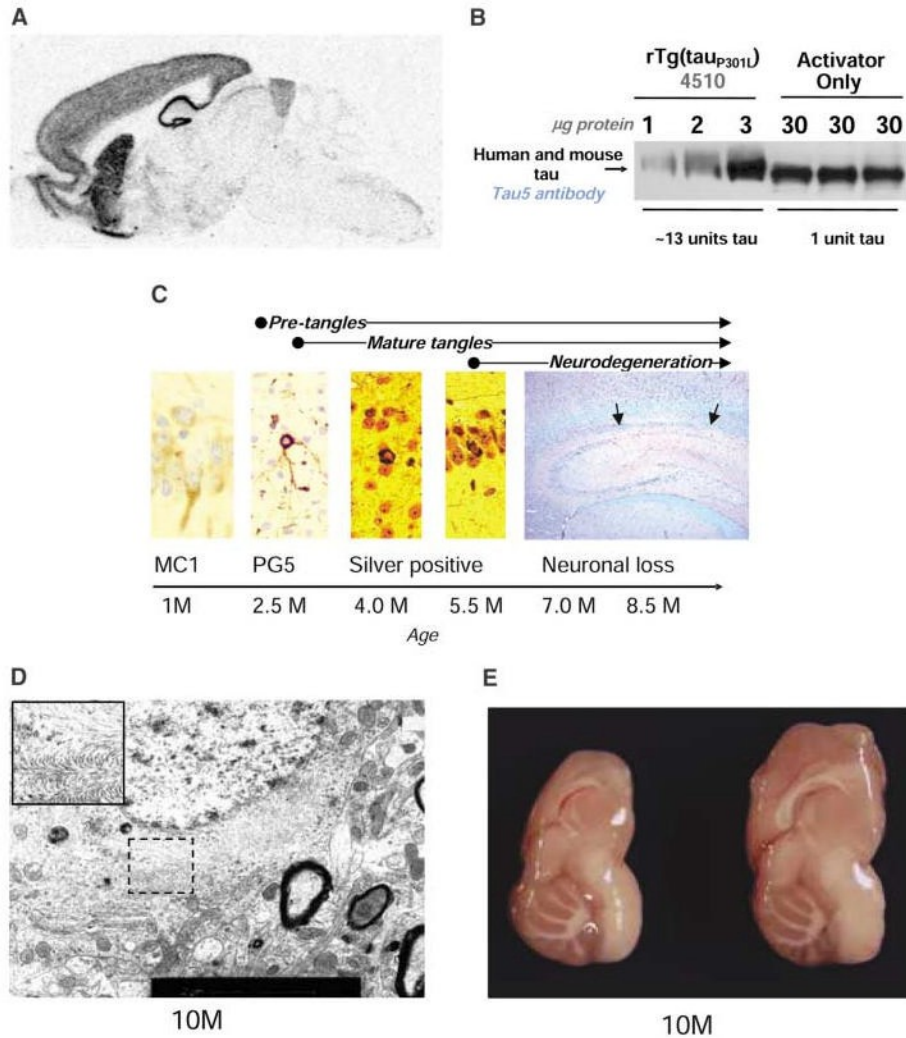 A
B
rTg(tauP301L)
4510
Activator
Only
µg protein
1 2 3 30 30 30
Human and mouse
tau
Tau5 antibody
~13 units tau
1 unit tau
C
Pre-tangles
Mature tangles
Neurodegeneration
MC1 PG5 Silver positive Neuronal loss
1M 2.5 M 4.0 M 5.5 M 7.0 M 8.5 M
Age
D
E
10M
10M